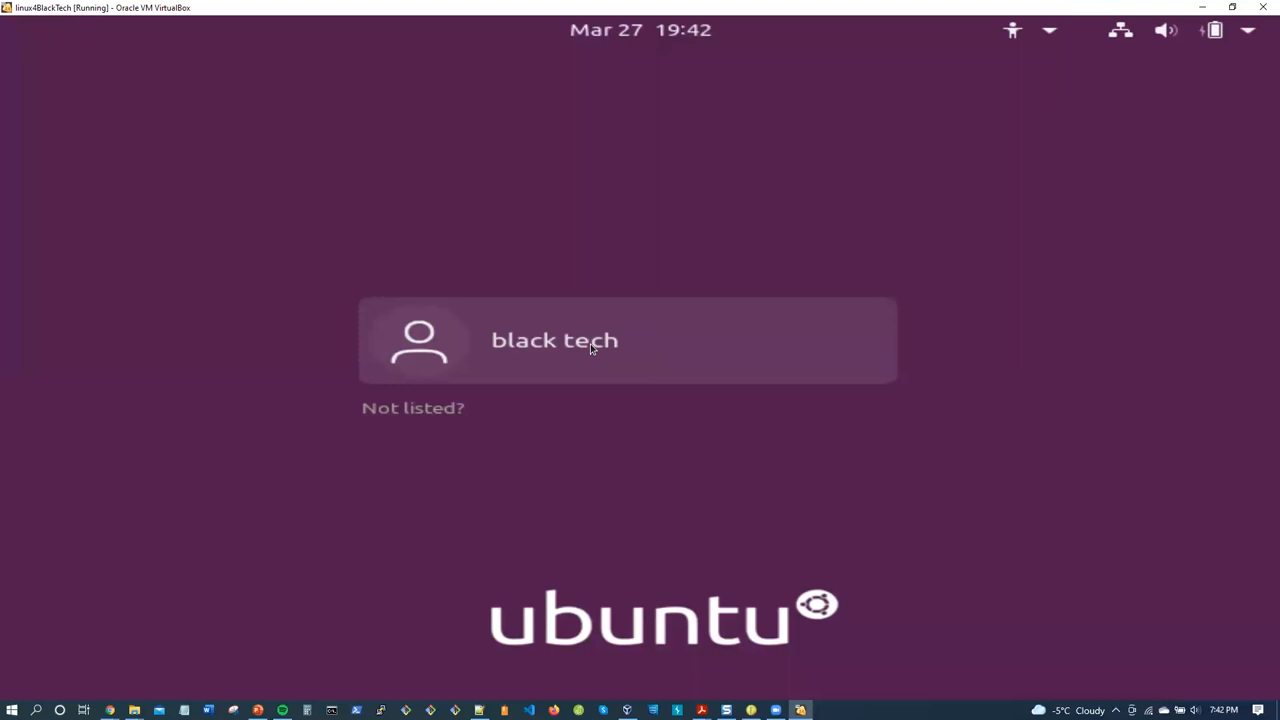 linux4BlackTech [Running] - Oracle VM VirtualBox
Mar 27 19:42
black tech
Not listed?
ubuntu
-5°C Cloudy
7:42 PM